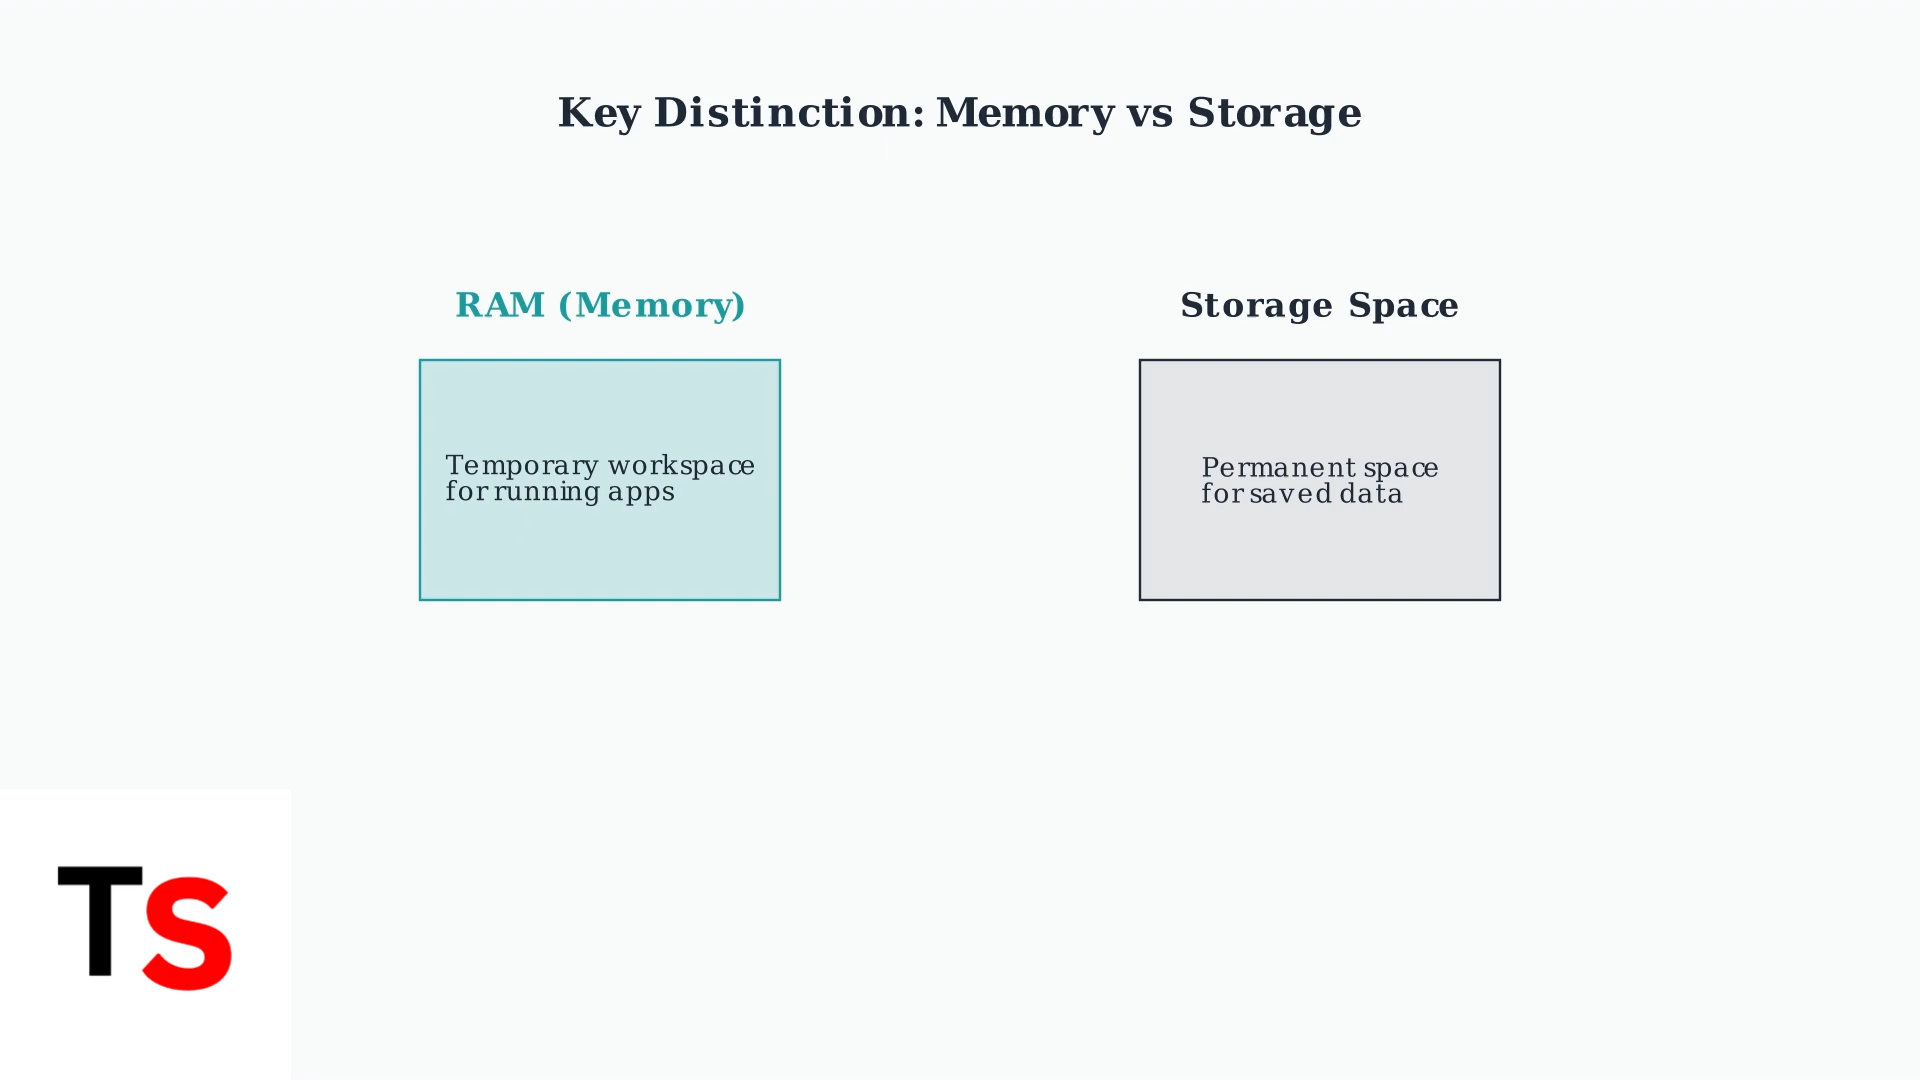 Key Distinction: Memory vs Storage
RAM (Memory)
Temporary workspace
for running apps
Storage Space
Permanent space
for saved data
TS